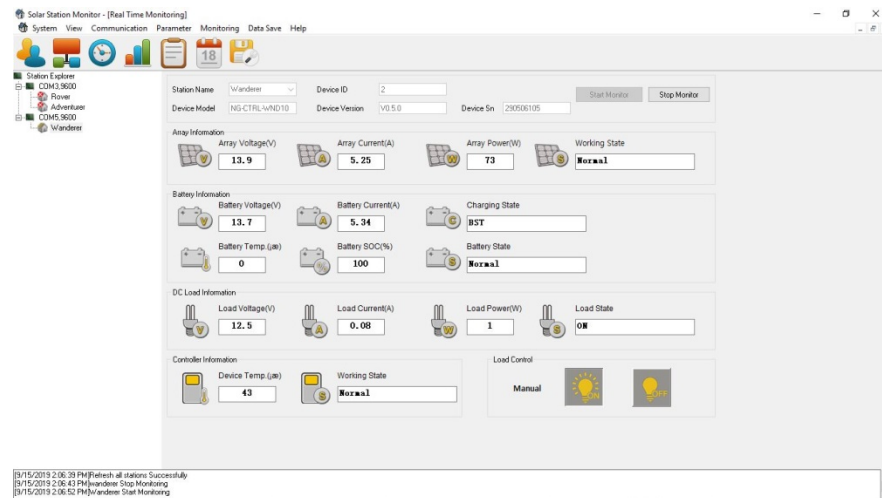 Solar Station Monitor - [Real Time Monitoring]
System View Communication Parameter Monitoring Data Save Help
18
Station Explorer
COM3,9600
Rover
Adventurer
COM5,9600
Wanderer
Station Name Wanderer Device ID 2 Start Monitor Stop Monitor
Device Model NG-CTRL-WND10 Device Version V0.5.0 Device Sn 290506105
Array Information
Array Voltage(V) Array Current(A) Array Power(W) Working State
V 13.9 A 5.25 W 73 S Normal
Battery Information
Battery Voltage(V) Battery Current(A) Charging State
V 13.7 A 5.34 C BST
Battery Temp.(¡æ) Battery SOC(%) Battery State
0 % 100 S Normal
DC Load Information
Load Voltage(V) Load Current(A) Load Power(W) Load State
V 12.5 A 0.08 W 1 S ON
Controller Information Load Control
Device Temp.(¡æ) Working State
43 S Normal Manual ON OFF
[9/15/2019 2:06:39 PM]Refresh all stations Successfully
[9/15/2019 2:06:43 PM]wanderer Stop Monitoring
[9/15/2019 2:06:52 PM]Wanderer Start Monitoring